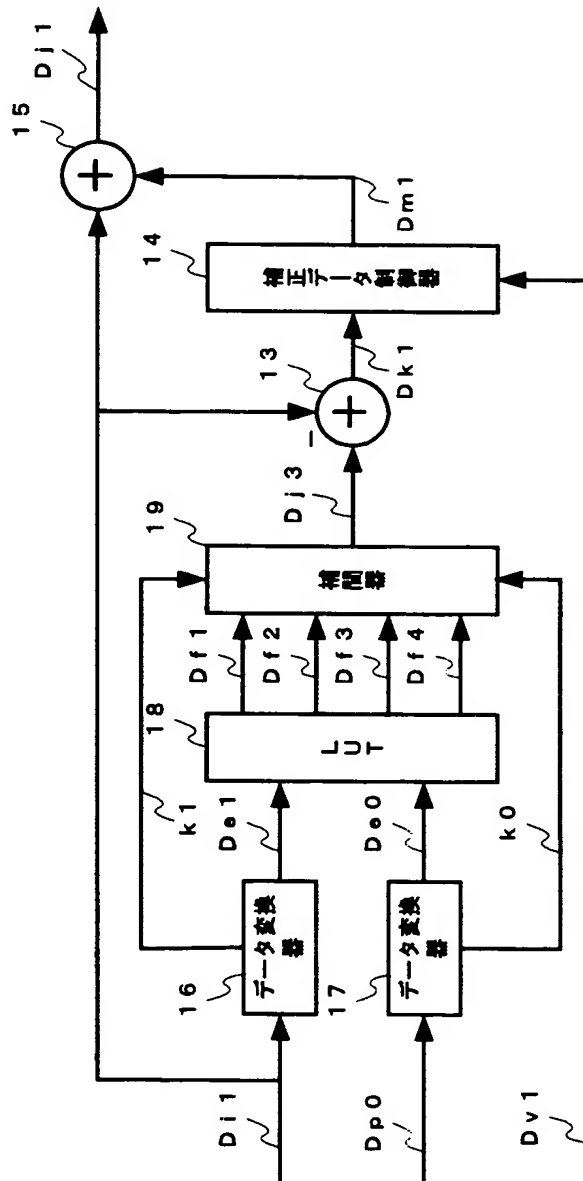 Di1
Dp0
Dv1
16
データ変換
器
17
データ変換
器
k1
k0
De1
De0
18
LUT
Df1
Df2
Df3
Df4
19
補間器
Dj3
13
+
-
Dk1
14
補正データ制御器
Dm1
15
+
Dj1